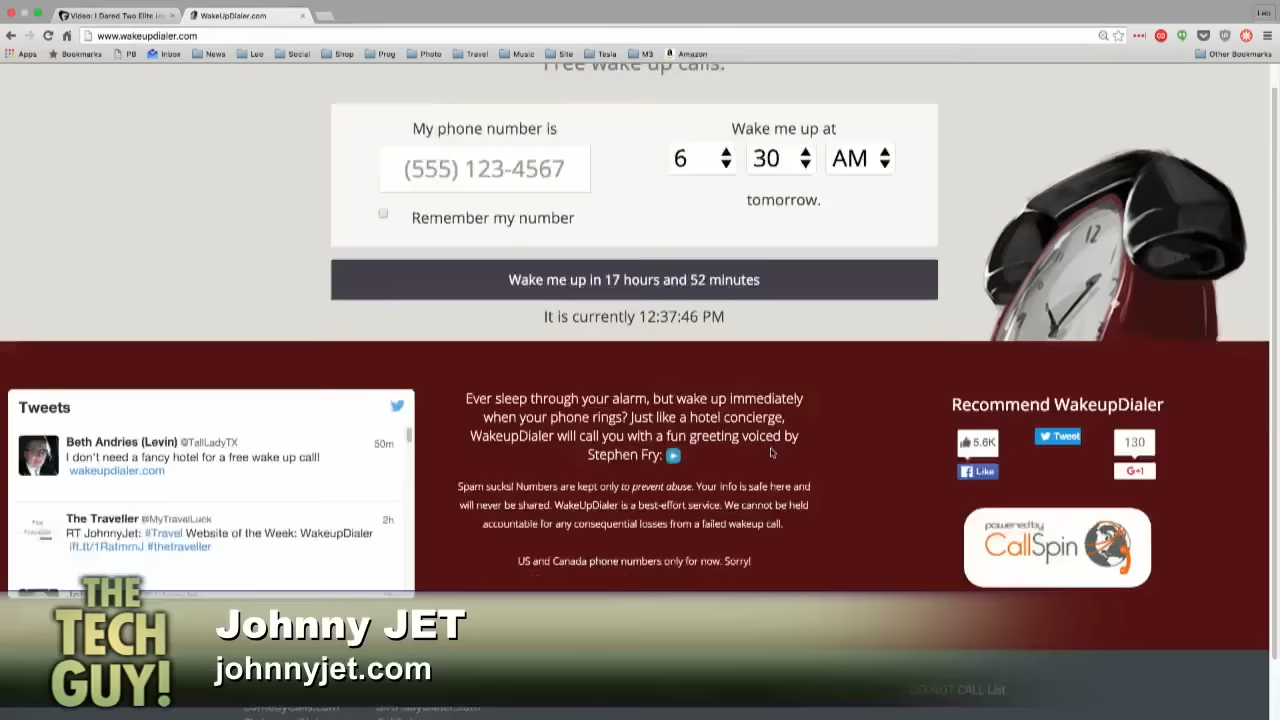 Video: I Dared Two Elite
WakeUpDialer.com
Leo
www.wakeupdialer.com
Apps
Bookmarks
PB
Inbox
News
Leo
Social
Shop
Prog
Photo
Travel
Music
Site
Tesla
M3
Amazon
Other Bookmarks
Free wake up calls.
My phone number is
(555) 123-4567
Remember my number
Wake me up at
6 30 AM
tomorrow.
Wake me up in 17 hours and 52 minutes
It is currently 12:37:46 PM
12
Tweets
Beth Andries (Levin) @TallLadyTX 50m
I don't need a fancy hotel for a free wake up call!
wakeupdialer.com
The Traveller @MyTravalLuck 2h
RT JohnnyJet: #Travel Website of the Week: WakeupDialer
ift.tt/1RatmmJ #thetraveller
Ever sleep through your alarm, but wake up immediately
when your phone rings? Just like a hotel concierge,
WakeupDialer will call you with a fun greeting voiced by
Stephen Fry:
Spam sucks! Numbers are kept only to prevent abuse. Your info is safe here and
will never be shared. WakeUpDialer is a best-effort service. We cannot be held
accountable for any consequential losses from a failed wakeup call.
US and Canada phone numbers only for now. Sorry!
Recommend WakeupDialer
5.6K
Like
Tweet
130
G+1
powered by
CallSpin
THE
TECH
GUY!
Johnny JET
johnnyjet.com
DO NOT CALL List